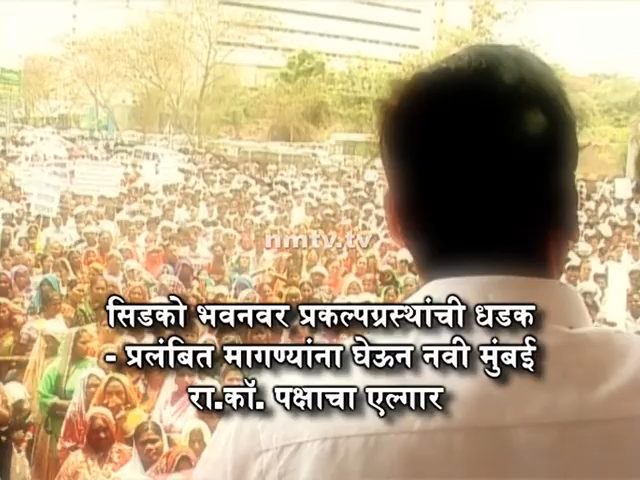 nmtv.tv
सिडको भवनवर प्रकल्पग्रस्थांची धडक
- प्रलंबित मागण्यांना घेऊन नवी मुंबई
रा.कॉ. पक्षाचा एल्गार